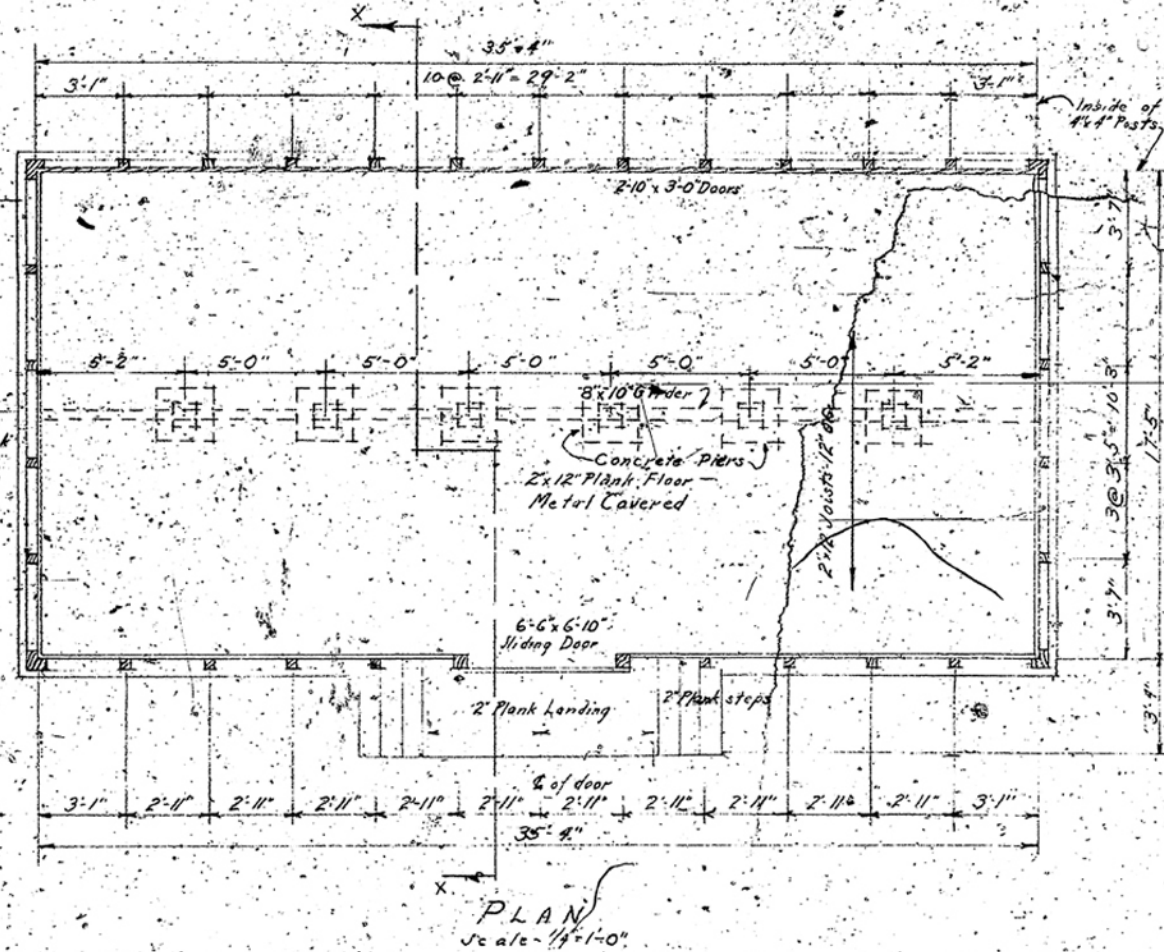 X
35'-4"
3'-1" 10 @ 2'-11" = 29'-2" 3'-1"
Inside of
4"x4" Posts
2'-10" x 3'-0" Doors
3'-7"
5'-2" 5'-0" 5'-0" 5'-0" 5'-0" 5'-0" 5'-2"
8"x10" Girder
Concrete Piers
2"x12" Plank Floor —
Metal Covered
2"x12" Joists 12" oc
3 @ 3'-5" = 10'-3"
17'-5"
3'-7"
6'-6" x 6'-10"
Sliding Door
2" Plank Landing
2" Plank steps
3'-4"
℄ of door
3'-1" 2'-11" 2'-11" 2'-11" 2'-11" 2'-11" 2'-11" 2'-11" 2'-11" 2'-11" 2'-11" 3'-1"
35'-4"
X
PLAN
Scale - 1/4" = 1'-0"